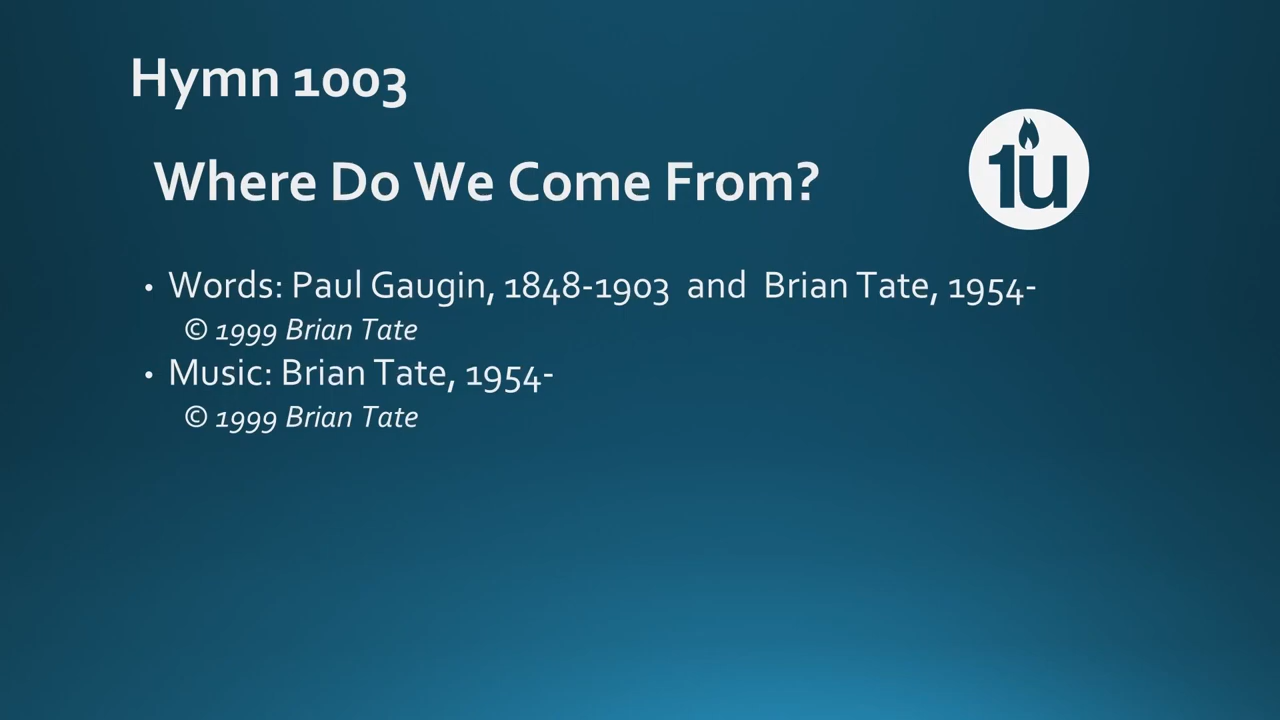 Hymn 1003
Where Do We Come From?
1u
• Words: Paul Gaugin, 1848-1903 and Brian Tate, 1954-
© 1999 Brian Tate
• Music: Brian Tate, 1954-
© 1999 Brian Tate